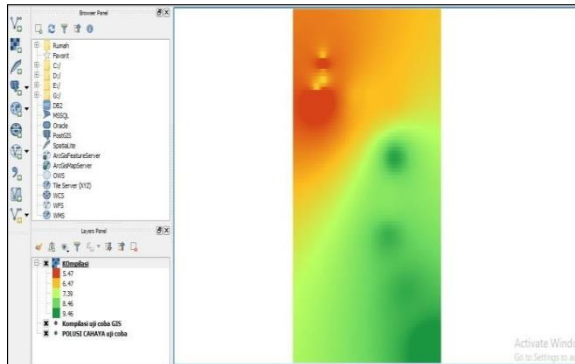 Browser Panel
Rumah
Favorit
C:/
D:/
E:/
G:/
DB2
MSSQL
Oracle
PostGIS
SpatiaLite
ArcGisFeatureServer
ArcGisMapServer
OWS
Tile Server (XYZ)
WCS
WFS
WMS
Layers Panel
KOmpilasi
5.47
6.47
7.39
8.46
9.46
Kompilasi uji coba GIS
POLUSI CAHAYA uji coba
Activate Windo
Go to Settings to a